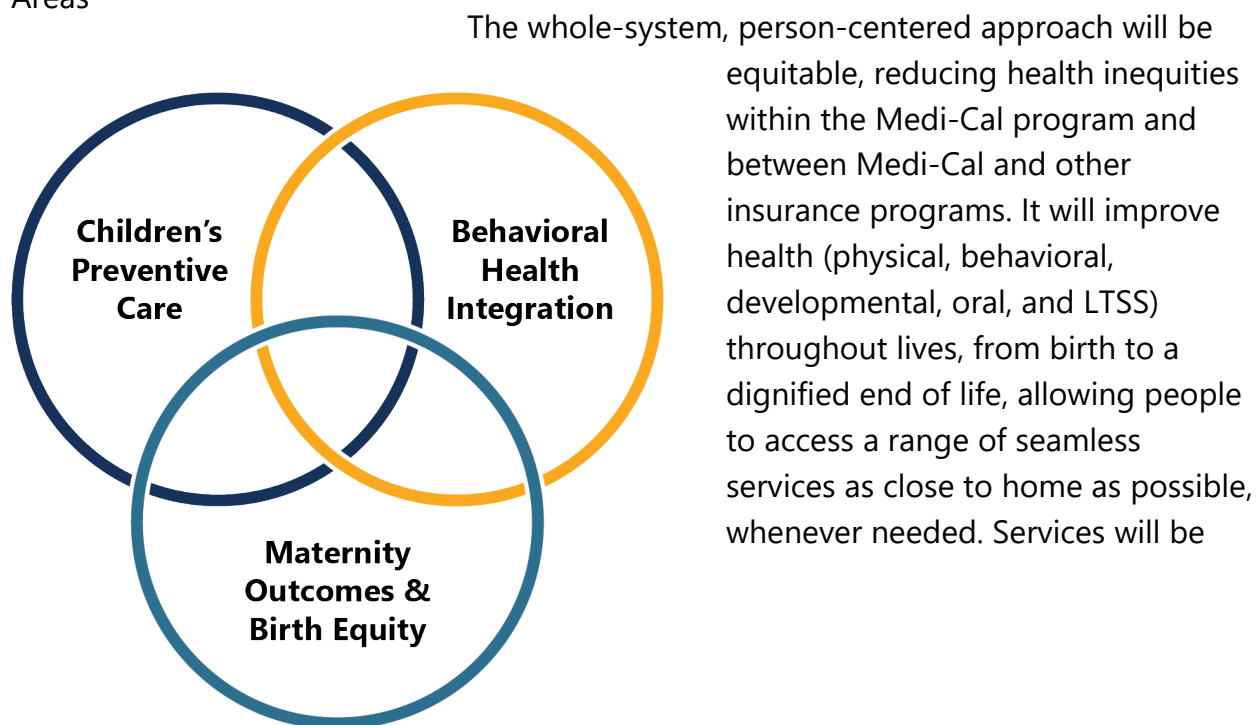 Areas
The whole-system, person-centered approach will be
equitable, reducing health inequities
within the Medi-Cal program and
between Medi-Cal and other
insurance programs. It will improve
health (physical, behavioral,
developmental, oral, and LTSS)
throughout lives, from birth to a
dignified end of life, allowing people
to access a range of seamless
services as close to home as possible,
whenever needed. Services will be
Children’s
Preventive
Care
Behavioral
Health
Integration
Maternity
Outcomes &
Birth Equity